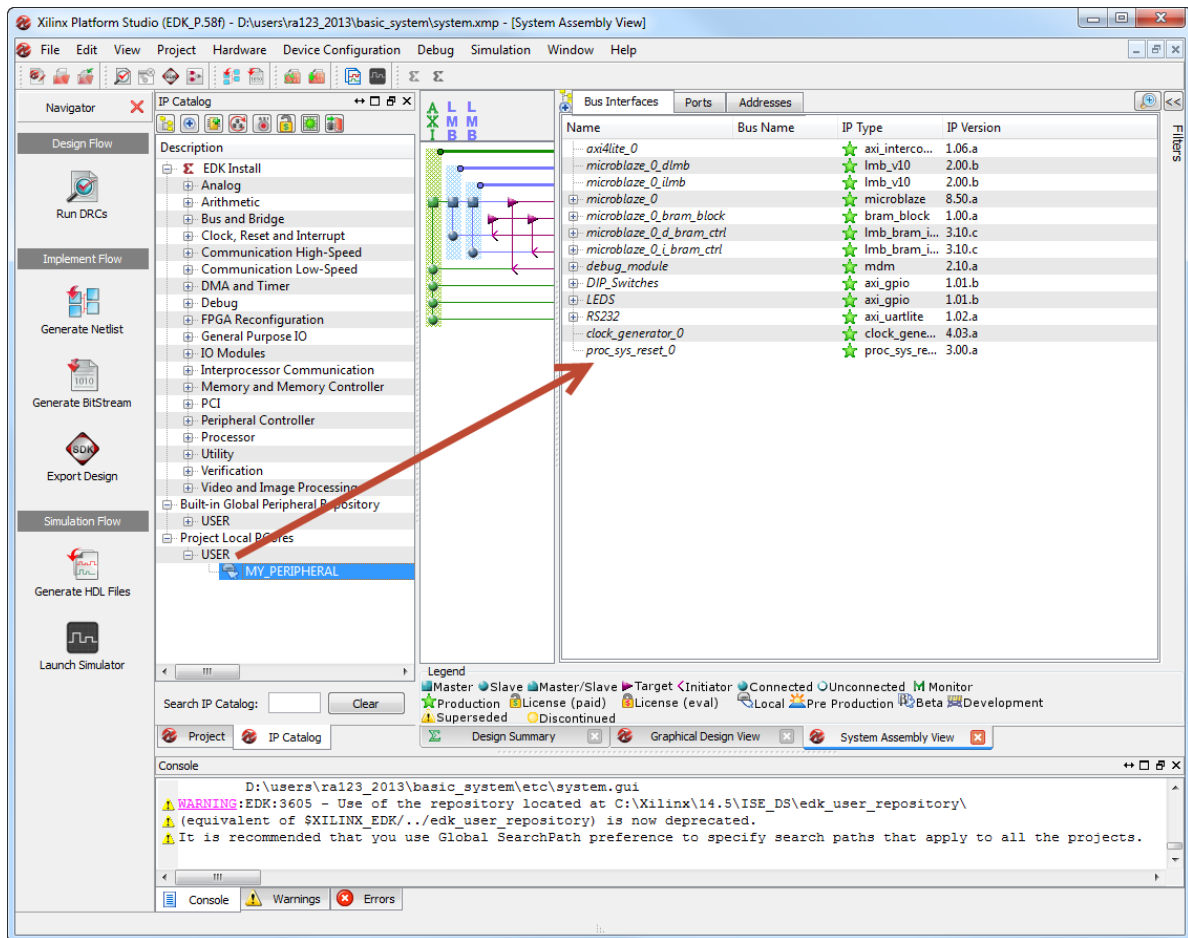 Xilinx Platform Studio (EDK_P.58f) - D:\users\ra123_2013\basic_system\system.xmp - [System Assembly View]
File Edit View Project Hardware Device Configuration Debug Simulation Window Help
Navigator
Design Flow
Run DRCs
Implement Flow
Generate Netlist
1010
Generate BitStream
SDK
Export Design
Simulation Flow
Generate HDL Files
Launch Simulator
IP Catalog
Description
EDK Install
Analog
Arithmetic
Bus and Bridge
Clock, Reset and Interrupt
Communication High-Speed
Communication Low-Speed
DMA and Timer
Debug
FPGA Reconfiguration
General Purpose IO
IO Modules
Interprocessor Communication
Memory and Memory Controller
PCI
Peripheral Controller
Processor
Utility
Verification
Video and Image Processing
Built-in Global Peripheral Repository
USER
Project Local PCores
USER
MY_PERIPHERAL
Search IP Catalog: Clear
Project IP Catalog
AXI LMB LMB
Bus Interfaces Ports Addresses
<<
Filters
Name Bus Name IP Type IP Version
axi4lite_0 axi_interco... 1.06.a
microblaze_0_dlmb lmb_v10 2.00.b
microblaze_0_ilmb lmb_v10 2.00.b
microblaze_0 microblaze 8.50.a
microblaze_0_bram_block bram_block 1.00.a
microblaze_0_d_bram_ctrl lmb_bram_i... 3.10.c
microblaze_0_i_bram_ctrl lmb_bram_i... 3.10.c
debug_module mdm 2.10.a
DIP_Switches axi_gpio 1.01.b
LEDS axi_gpio 1.01.b
RS232 axi_uartlite 1.02.a
clock_generator_0 clock_gene... 4.03.a
proc_sys_reset_0 proc_sys_re... 3.00.a
Legend
Master Slave Master/Slave Target Initiator Connected Unconnected M Monitor
Production License (paid) License (eval) Local Pre Production Beta Development
Superseded Discontinued
Design Summary Graphical Design View System Assembly View
Console
D:\users\ra123_2013\basic_system\etc\system.gui
WARNING:EDK:3605 - Use of the repository located at C:\Xilinx\14.5\ISE_DS\edk_user_repository\
(equivalent of $XILINX_EDK/../edk_user_repository) is now deprecated.
It is recommended that you use Global SearchPath preference to specify search paths that apply to all the projects.
Console Warnings Errors